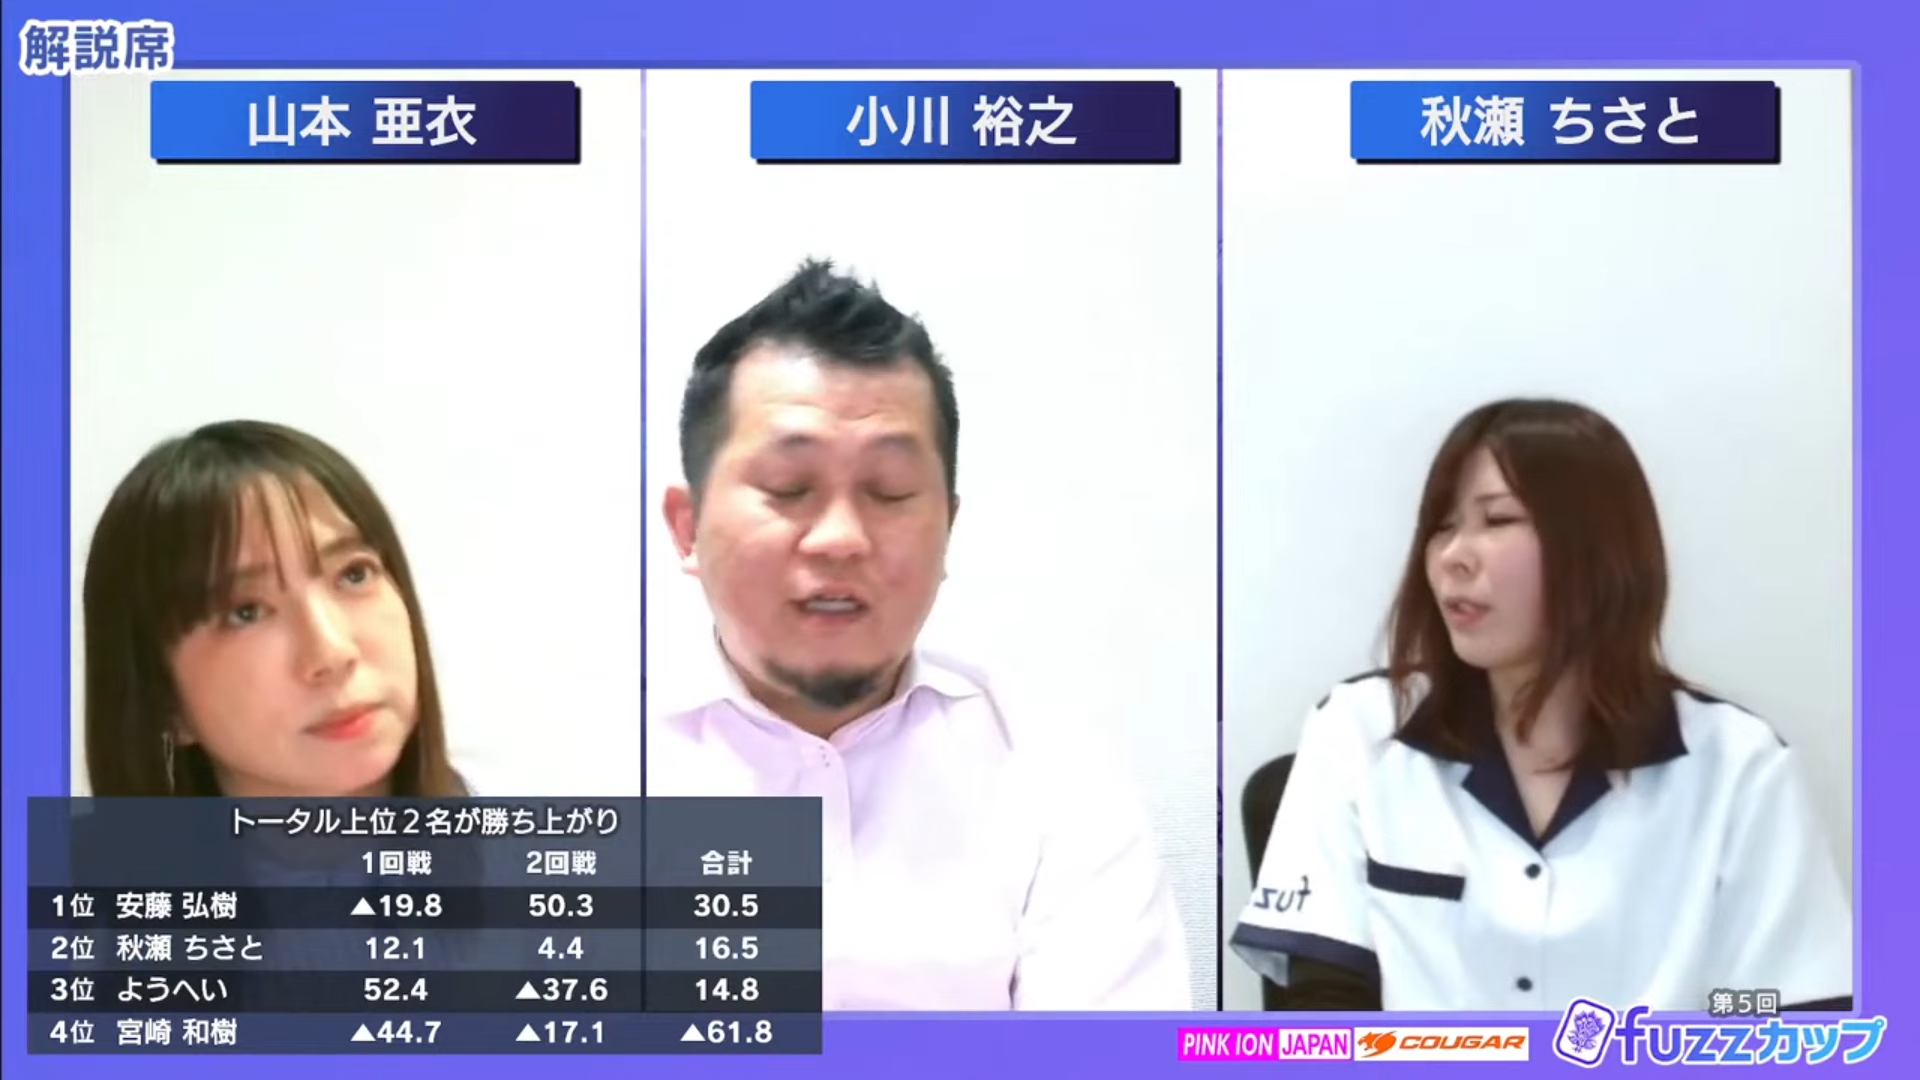 解説席
山本 亜衣
小川 裕之
秋瀬 ちさと
トータル上位2名が勝ち上がり
1回戦 2回戦 合計
1位 安藤 弘樹 ▲19.8 50.3 30.5
2位 秋瀬 ちさと 12.1 4.4 16.5
3位 ようへい 52.4 ▲37.6 14.8
4位 宮崎 和樹 ▲44.7 ▲17.1 ▲61.8
fuzz
PINK ION JAPAN
COUGAR
第5回
fuzzカップ